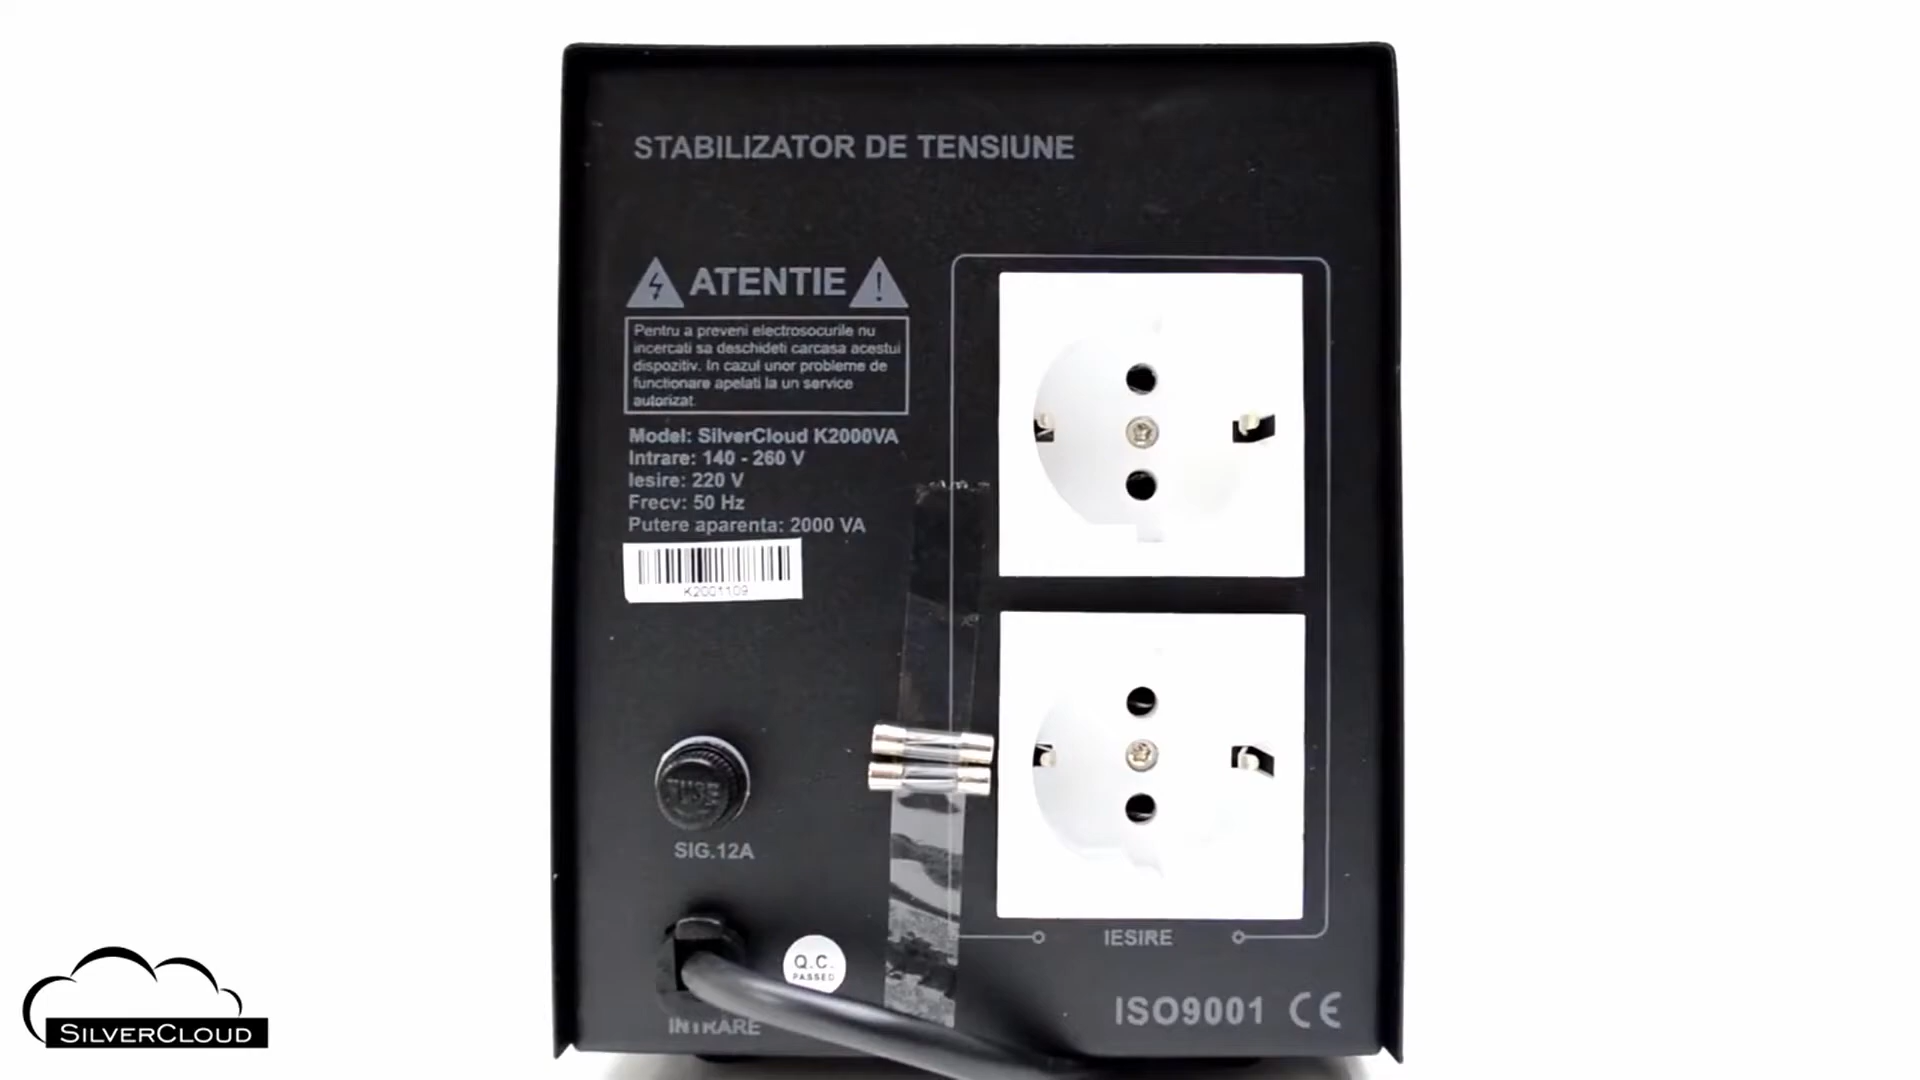 STABILIZATOR DE TENSIUNE
ATENTIE
Pentru a preveni electrosocurile nu
incercati sa deschideti carcasa acestui
dispozitiv. In cazul unor probleme de
functionare apelati la un service
autorizat.
Model: SilverCloud K2000VA
Intrare: 140 - 260 V
Iesire: 220 V
Frecv: 50 Hz
Putere aparenta: 2000 VA
K2001109
FUSE
SIG.12A
IESIRE
Q.C.
PASSED
INTRARE
ISO9001 CE
SILVERCLOUD